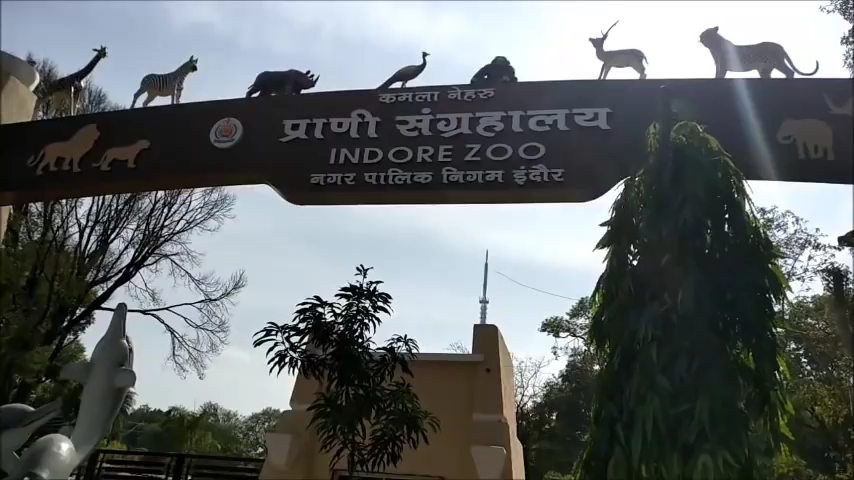 कमला नेहरु
प्राणी संग्रहालय
INDORE ZOO
नगर पालिक निगम इंदौर